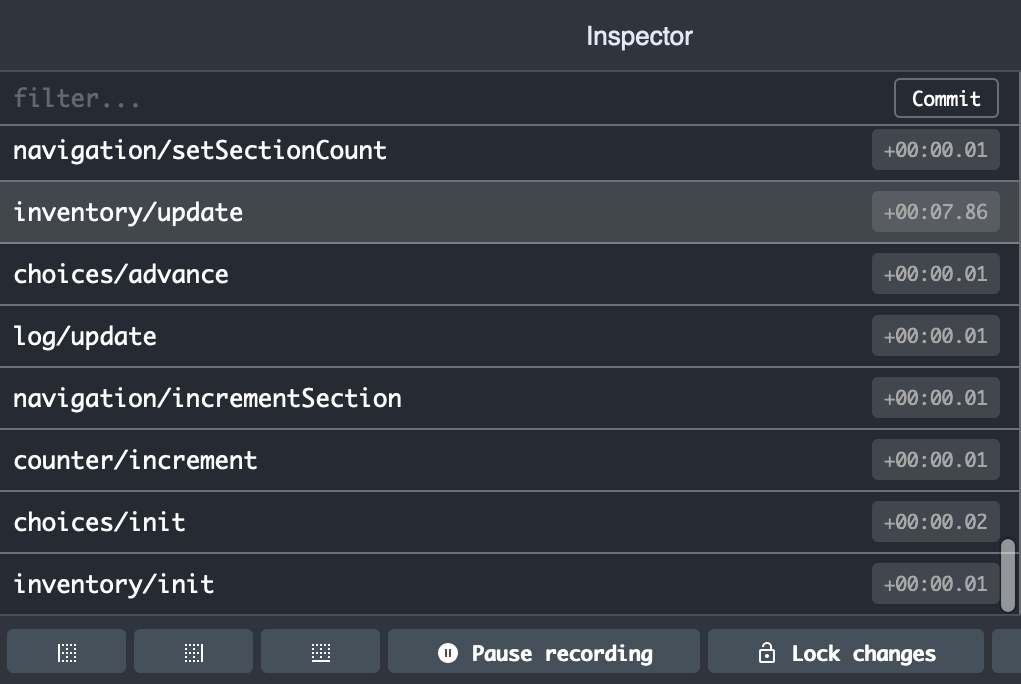 Inspector
filter... Commit
navigation/setSectionCount +00:00.01
inventory/update +00:07.86
choices/advance +00:00.01
log/update +00:00.01
navigation/incrementSection +00:00.01
counter/increment +00:00.01
choices/init +00:00.02
inventory/init +00:00.01
Pause recording Lock changes